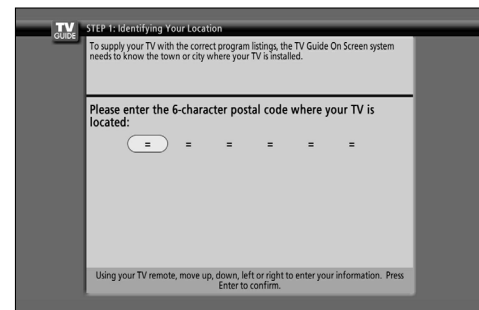 TV
GUIDE
STEP 1: Identifying Your Location
To supply your TV with the correct program listings, the TV Guide On Screen system
needs to know the town or city where your TV is installed.
Please enter the 6-character postal code where your TV is
located:
= = = = = =
Using your TV remote, move up, down, left or right to enter your information. Press
Enter to confirm.